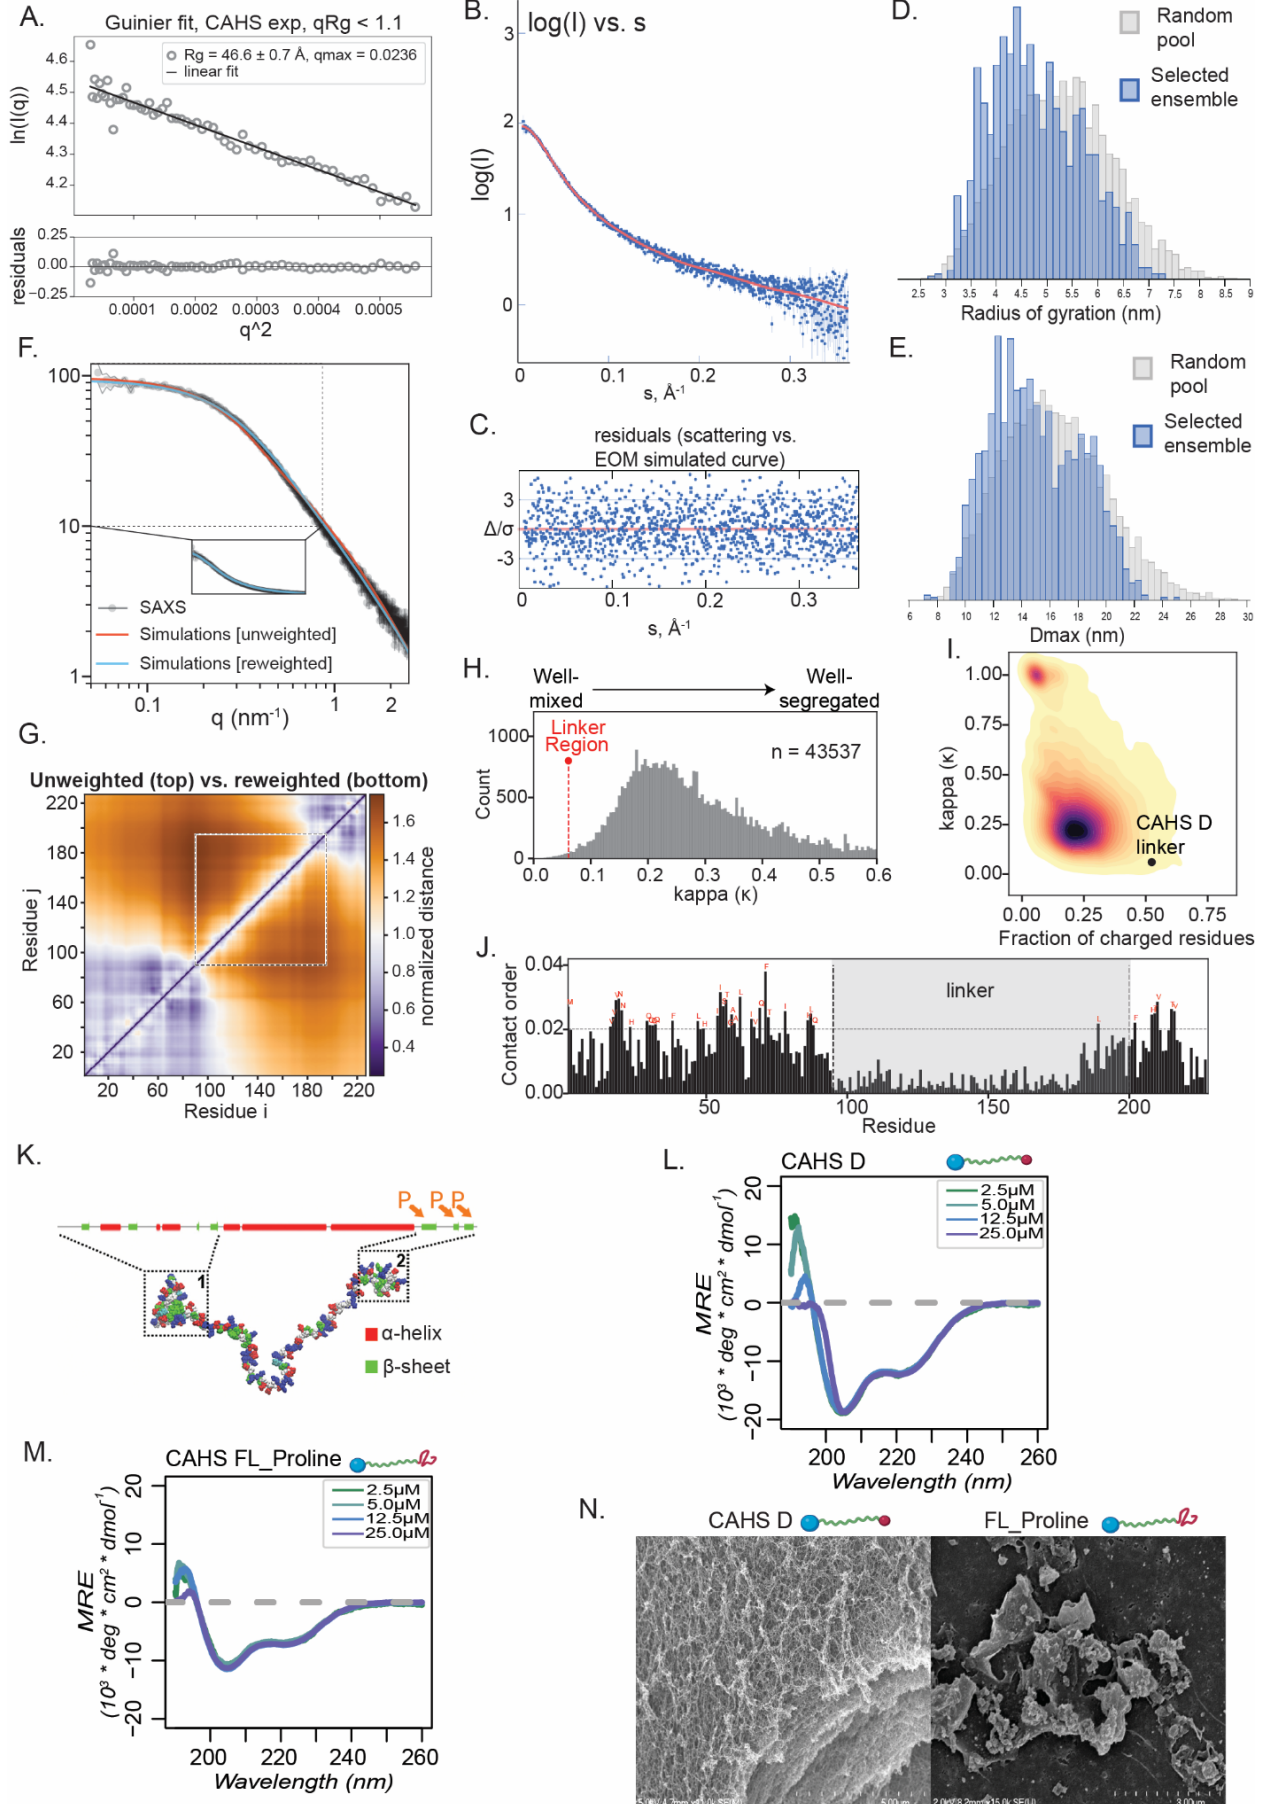 A.
Guinier fit, CAHS exp, qRg < 1.1
Rg = 46.6 ± 0.7 Å, qmax = 0.0236
linear fit
ln(I(q))
4.6
4.5
4.4
4.3
4.2
residuals
0.25
0.00
−0.25
0.0001 0.0002 0.0003 0.0004 0.0005
q^2
B.
log(I) vs. s
log(I)
3
2
1
0
0 0.1 0.2 0.3
s, Å⁻¹
C.
residuals (scattering vs.
EOM simulated curve)
Δ/σ
3
-3
0 0.1 0.2 0.3
s, Å⁻¹
D.
Random
pool
Selected
ensemble
2.5 3 3.5 4 4.5 5 5.5 6 6.5 7 7.5 8 8.5 9
Radius of gyration (nm)
E.
Random
pool
Selected
ensemble
6 8 10 12 14 16 18 20 22 24 26 28 30
Dmax (nm)
F.
100
10
1
SAXS
Simulations [unweighted]
Simulations [reweighted]
0.1 1 2
q (nm⁻¹)
G.
Unweighted (top) vs. reweighted (bottom)
Residue j
220
180
140
100
60
20
20 60 100 140 180 220
Residue i
1.6
1.4
1.2
1.0
0.8
0.6
0.4
normalized distance
H.
Well-
mixed
Well-
segregated
Linker
Region
n = 43537
Count
1000
500
0
0.0 0.1 0.2 0.3 0.4 0.5 0.6
kappa (κ)
I.
kappa (κ)
1.00
0.75
0.50
0.25
0.00
CAHS D
linker
0.00 0.25 0.50 0.75
Fraction of charged residues
J.
Contact order
0.04
0.02
0.00
linker
50 100 150 200
Residue
K.
P P P
1
2
α-helix
β-sheet
L.
CAHS D
2.5µM
5.0µM
12.5µM
25.0µM
MRE
(10³ * deg * cm² * dmol⁻¹)
20
10
0
−10
−20
200 220 240 260
Wavelength (nm)
M.
CAHS FL_Proline
2.5µM
5.0µM
12.5µM
25.0µM
MRE
(10³ * deg * cm² * dmol⁻¹)
20
10
0
−10
−20
200 220 240 260
Wavelength (nm)
N.
CAHS D
FL_Proline
5.00µm
3.00µm